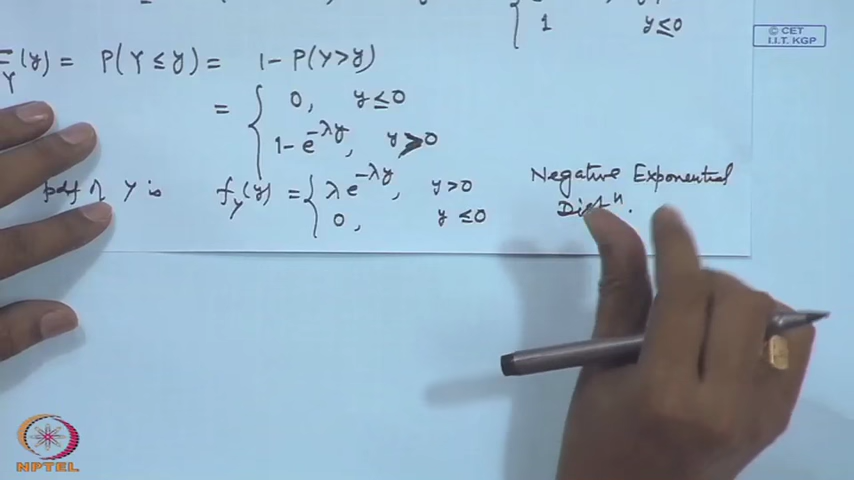 1 y≤0
© CET
I.I.T. KGP
F_Y(y) = P(Y ≤ y) = 1 - P(Y>y)
= { 0, y≤0
1-e^{-λy}, y>0
pdf of Y is f_Y(y) = { λe^{-λy}, y>0
0, y≤0
Negative Exponential
Distⁿ.
NPTEL